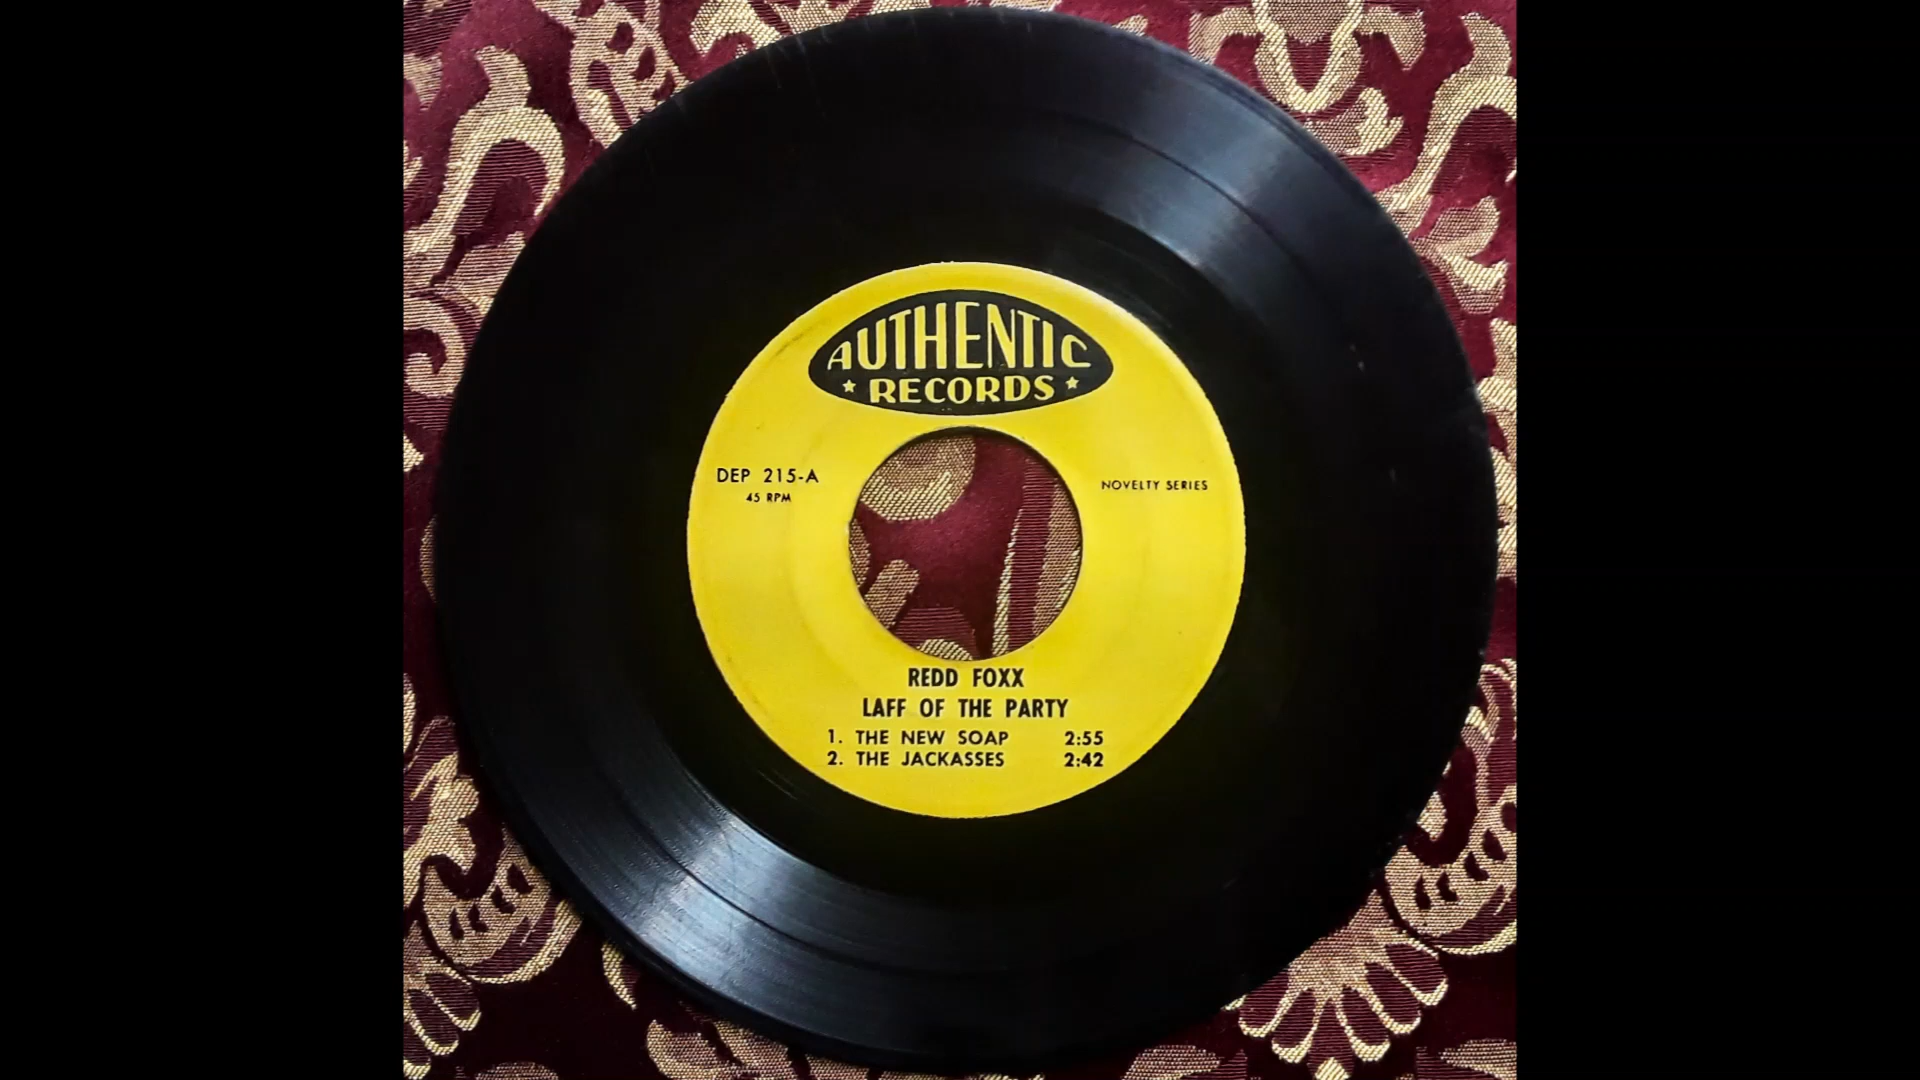 AUTHENTIC
RECORDS
DEP 215-A
45 RPM
NOVELTY SERIES
REDD FOXX
LAFF OF THE PARTY
1. THE NEW SOAP 2:55
2. THE JACKASSES 2:42